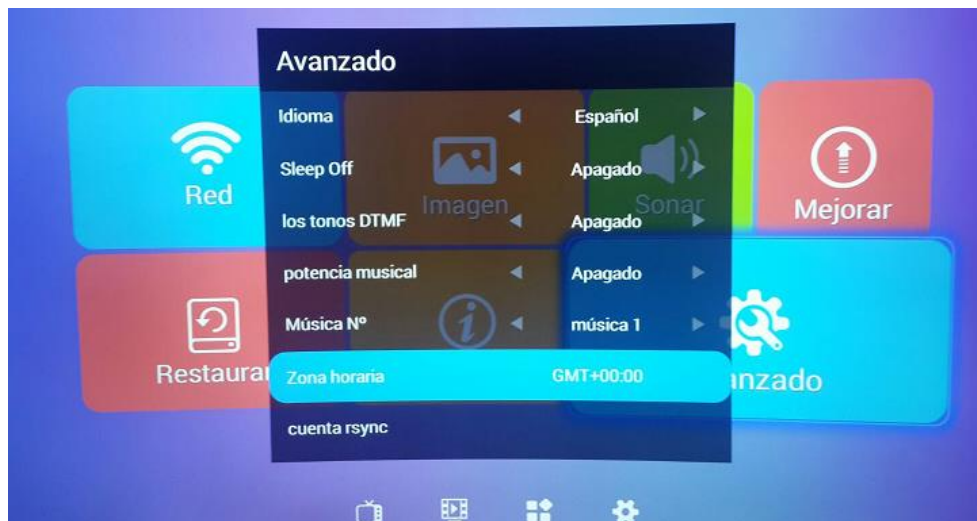 Avanzado
Idioma Español
Sleep Off Apagado
los tonos DTMF Apagado
potencia musical Apagado
Música Nº música 1
Zona horaria GMT+00:00
cuenta rsync
Red
Imagen
Sonar
Mejorar
Restaurar
anzado